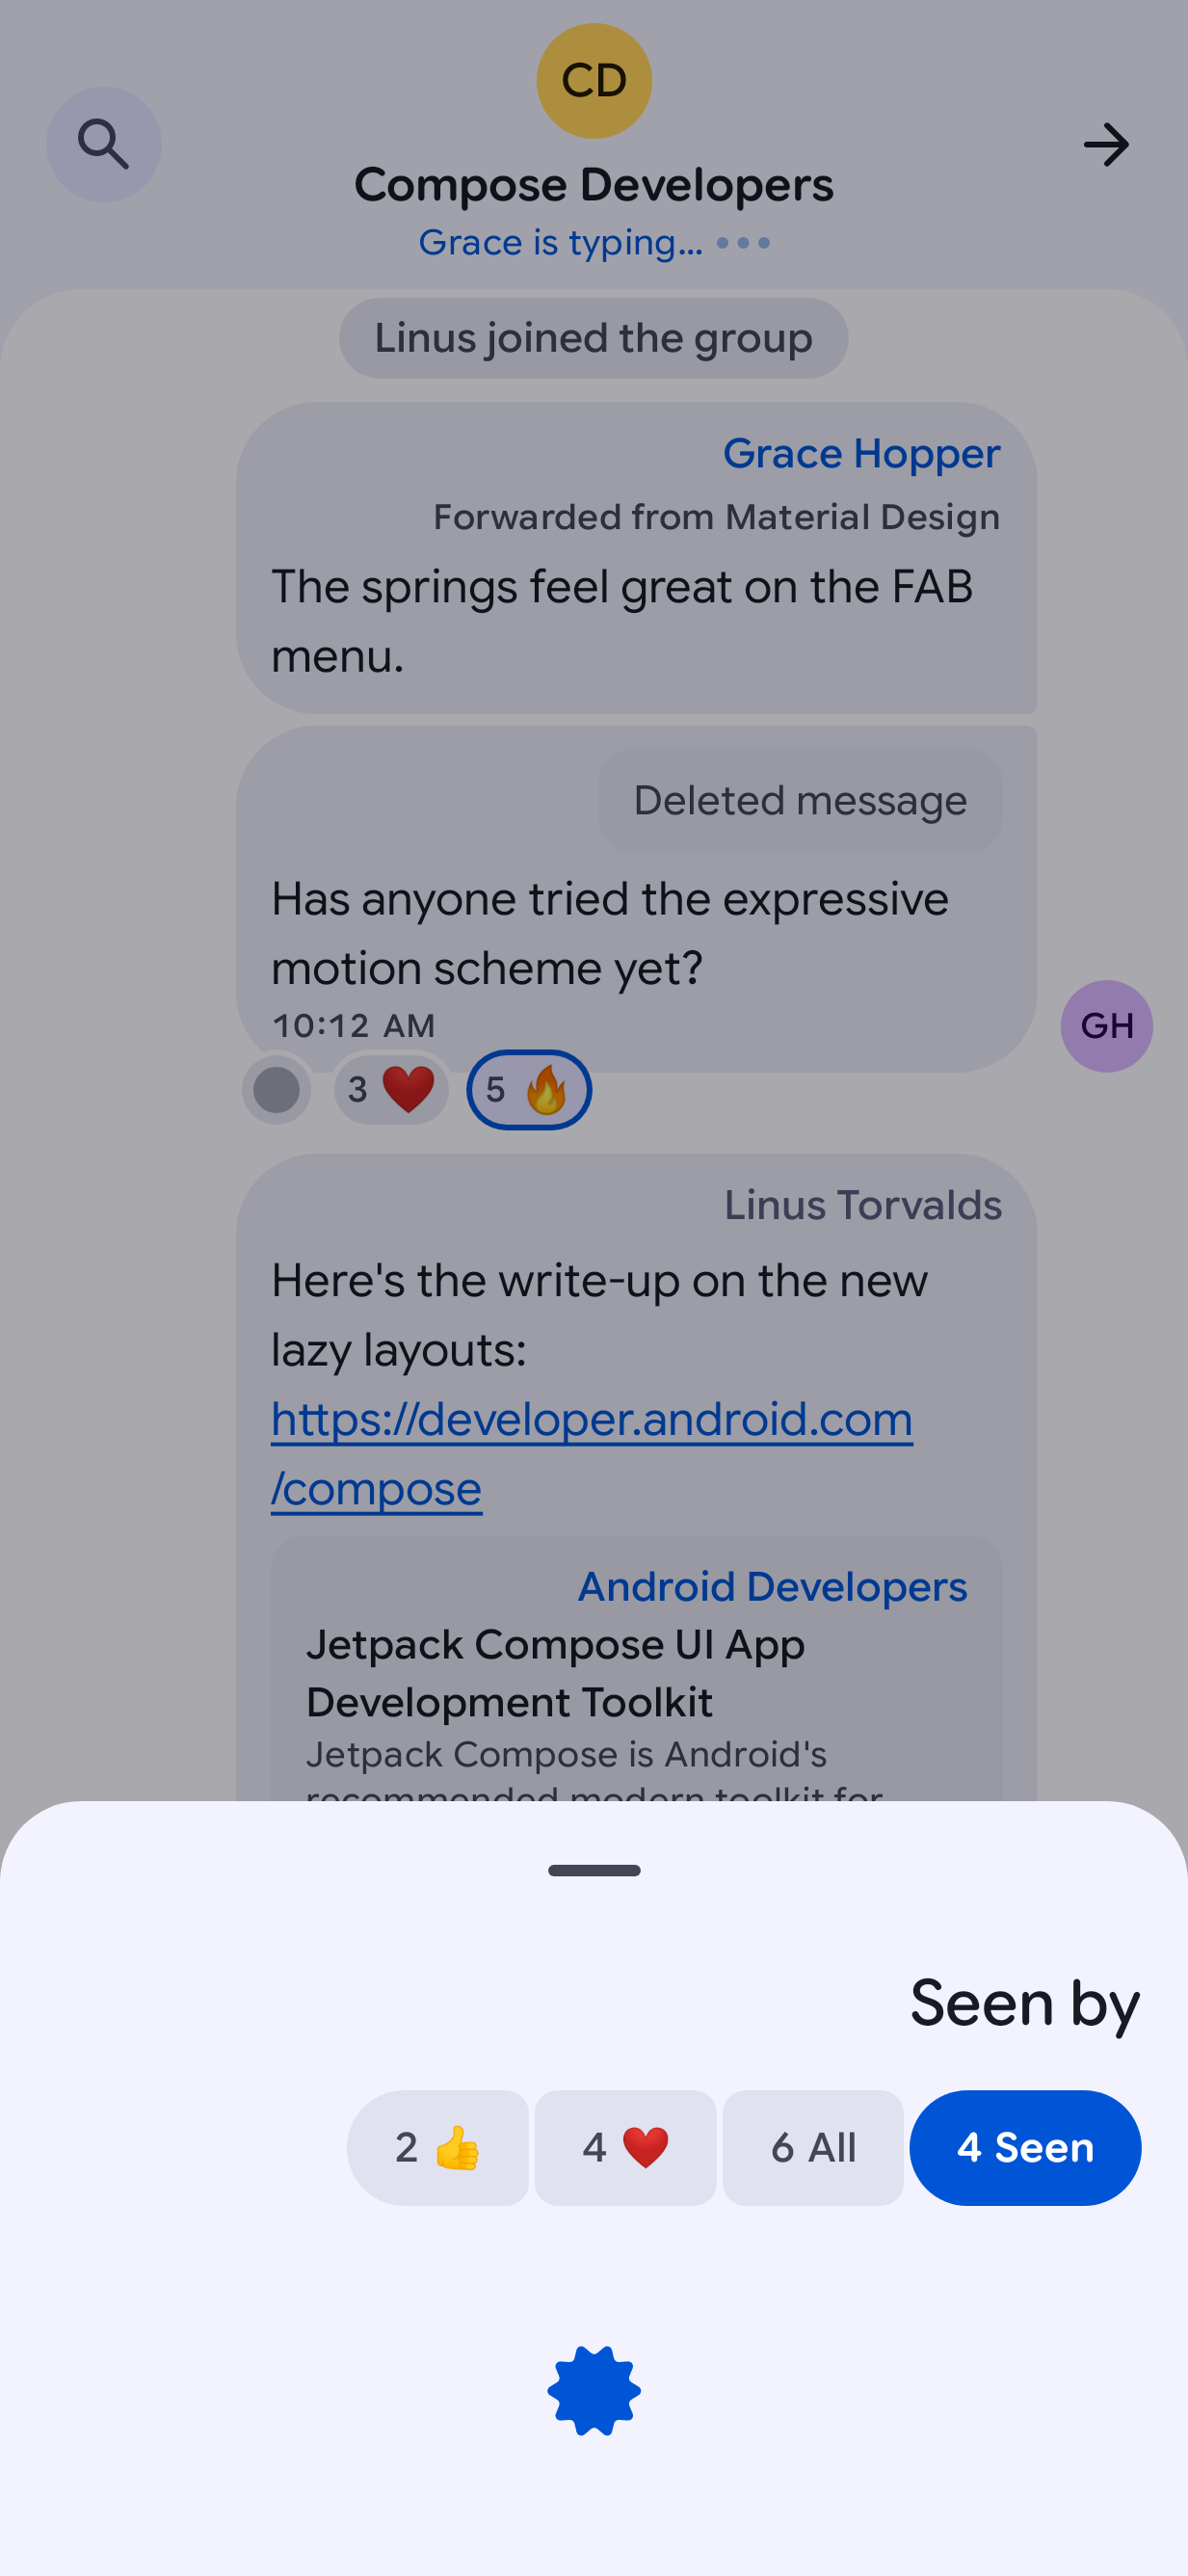 CD
Compose Developers
Grace is typing...
Linus joined the group
Grace Hopper
Forwarded from Material Design
The springs feel great on the FAB
menu.
Deleted message
Has anyone tried the expressive
motion scheme yet?
10:12 AM
GH
3 ❤️
5 🔥
Linus Torvalds
Here's the write-up on the new
lazy layouts:
https://developer.android.com
/compose
Android Developers
Jetpack Compose UI App
Development Toolkit
Jetpack Compose is Android's
recommended modern toolkit for
Seen by
2 👍
4 ❤️
6 All
4 Seen